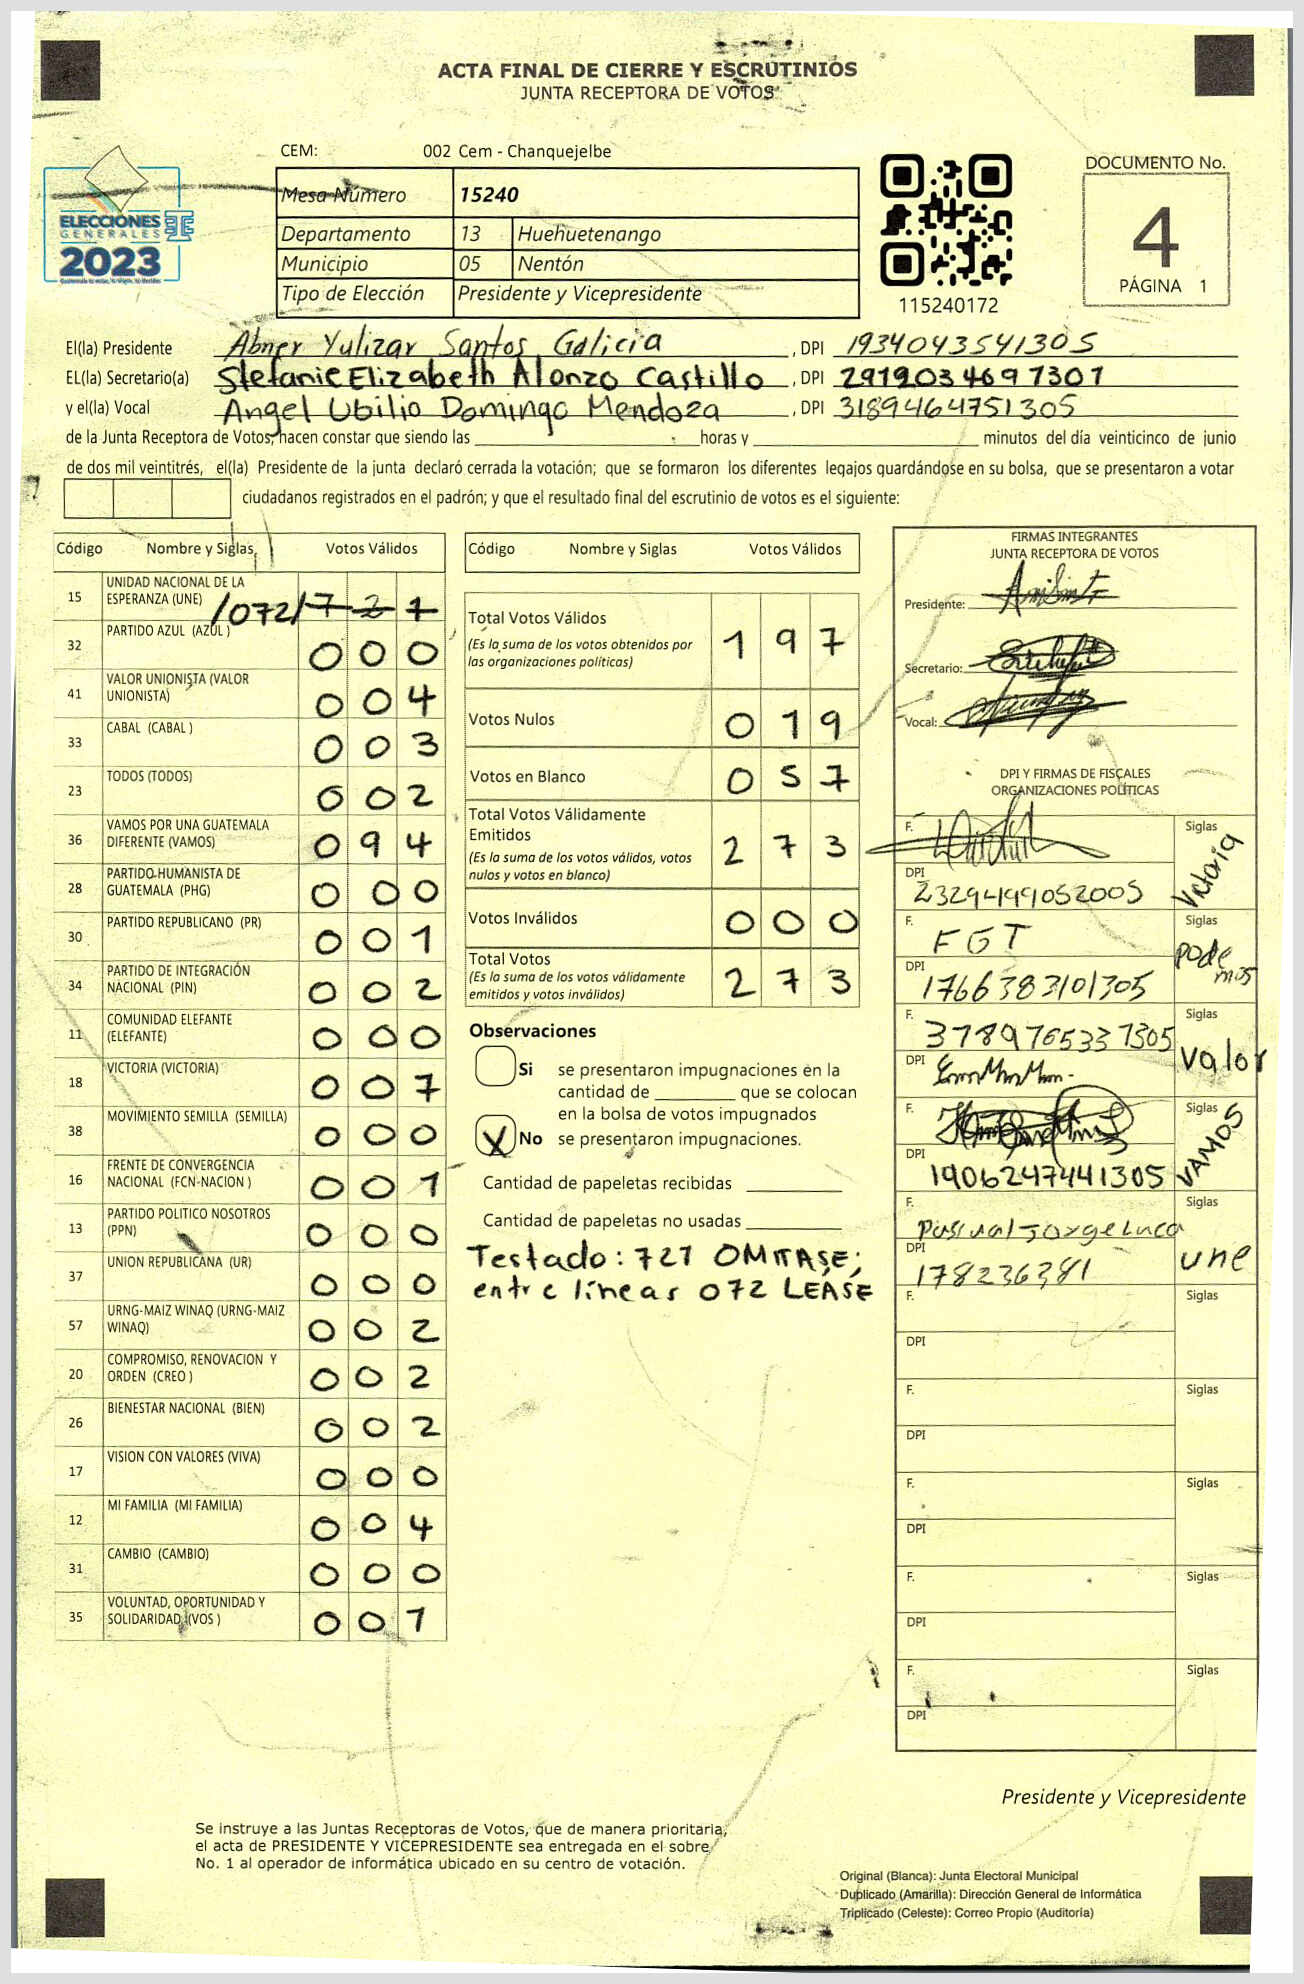 ACTA FINAL DE CIERRE Y ESCRUTINIOS
JUNTA RECEPTORA DE VOTOS
CEM: 002 Cem - Chanquejelbe
ELECCIONES
GENERALES
2023
Mesa Número 15240
Departamento 13 Huehuetenango
Municipio 05 Nentón
Tipo de Elección Presidente y Vicepresidente
115240172
DOCUMENTO No.
4
PÁGINA 1
El(la) Presidente Abner Yulizar Santos Galicia , DPI 1934043541305
EL(la) Secretario(a) Stefanie Elizabeth Alonzo Castillo , DPI 2919034697301
y el(la) Vocal Angel Ubilio Domingo Mendoza , DPI 3189464751305
de la Junta Receptora de Votos, hacen constar que siendo las horas y minutos del día veinticinco de junio
de dos mil veintitrés, el(la) Presidente de la junta declaró cerrada la votación; que se formaron los diferentes legajos guardándose en su bolsa, que se presentaron a votar
ciudadanos registrados en el padrón; y que el resultado final del escrutinio de votos es el siguiente:
Código Nombre y Siglas Votos Válidos
15 UNIDAD NACIONAL DE LA
ESPERANZA (UNE) /072/ 7 2 1
32 PARTIDO AZUL (AZUL ) 0 0 0
41 VALOR UNIONISTA (VALOR
UNIONISTA) 0 0 4
33 CABAL (CABAL ) 0 0 3
23 TODOS (TODOS) 0 0 2
36 VAMOS POR UNA GUATEMALA
DIFERENTE (VAMOS) 0 9 4
28 PARTIDO HUMANISTA DE
GUATEMALA (PHG) 0 0 0
30 PARTIDO REPUBLICANO (PR) 0 0 1
34 PARTIDO DE INTEGRACIÓN
NACIONAL (PIN) 0 0 2
11 COMUNIDAD ELEFANTE
(ELEFANTE) 0 0 0
18 VICTORIA (VICTORIA) 0 0 7
38 MOVIMIENTO SEMILLA (SEMILLA) 0 0 0
16 FRENTE DE CONVERGENCIA
NACIONAL (FCN-NACION ) 0 0 1
13 PARTIDO POLITICO NOSOTROS
(PPN) 0 0 0
37 UNION REPUBLICANA (UR) 0 0 0
57 URNG-MAIZ WINAQ (URNG-MAIZ
WINAQ) 0 0 2
20 COMPROMISO, RENOVACION Y
ORDEN (CREO ) 0 0 2
26 BIENESTAR NACIONAL (BIEN) 0 0 2
17 VISION CON VALORES (VIVA) 0 0 0
12 MI FAMILIA (MI FAMILIA) 0 0 4
31 CAMBIO (CAMBIO) 0 0 0
35 VOLUNTAD, OPORTUNIDAD Y
SOLIDARIDAD (VOS ) 0 0 1
Código Nombre y Siglas Votos Válidos
Total Votos Válidos
(Es la suma de los votos obtenidos por
las organizaciones políticas) 1 9 7
Votos Nulos 0 1 9
Votos en Blanco 0 5 7
Total Votos Válidamente
Emitidos
(Es la suma de los votos válidos, votos
nulos y votos en blanco) 2 7 3
Votos Inválidos 0 0 0
Total Votos
(Es la suma de los votos válidamente
emitidos y votos inválidos) 2 7 3
Observaciones
Si se presentaron impugnaciones en la
cantidad de que se colocan
en la bolsa de votos impugnados
X No se presentaron impugnaciones.
Cantidad de papeletas recibidas
Cantidad de papeletas no usadas
Testado: 721 OMITASE;
entre líneas 072 LEASE
FIRMAS INTEGRANTES
JUNTA RECEPTORA DE VOTOS
Presidente:
Secretario:
Vocal:
DPI Y FIRMAS DE FISCALES
ORGANIZACIONES POLÍTICAS
F. Siglas Victoria
DPI 2329499052005
F. FGT Siglas podemos
DPI 1766383101305
F. 3789765337305 Siglas valor
DPI
F. Siglas VAMOS
DPI 1906247441305
F. Pascual Jorge Luca Siglas une
DPI 178236381
F. Siglas
DPI
F. Siglas
DPI
F. Siglas
DPI
F. Siglas
DPI
F. Siglas
DPI
Presidente y Vicepresidente
Se instruye a las Juntas Receptoras de Votos, que de manera prioritaria,
el acta de PRESIDENTE Y VICEPRESIDENTE sea entregada en el sobre
No. 1 al operador de informática ubicado en su centro de votación.
Original (Blanca): Junta Electoral Municipal
Duplicado (Amarilla): Dirección General de Informática
Triplicado (Celeste): Correo Propio (Auditoría)